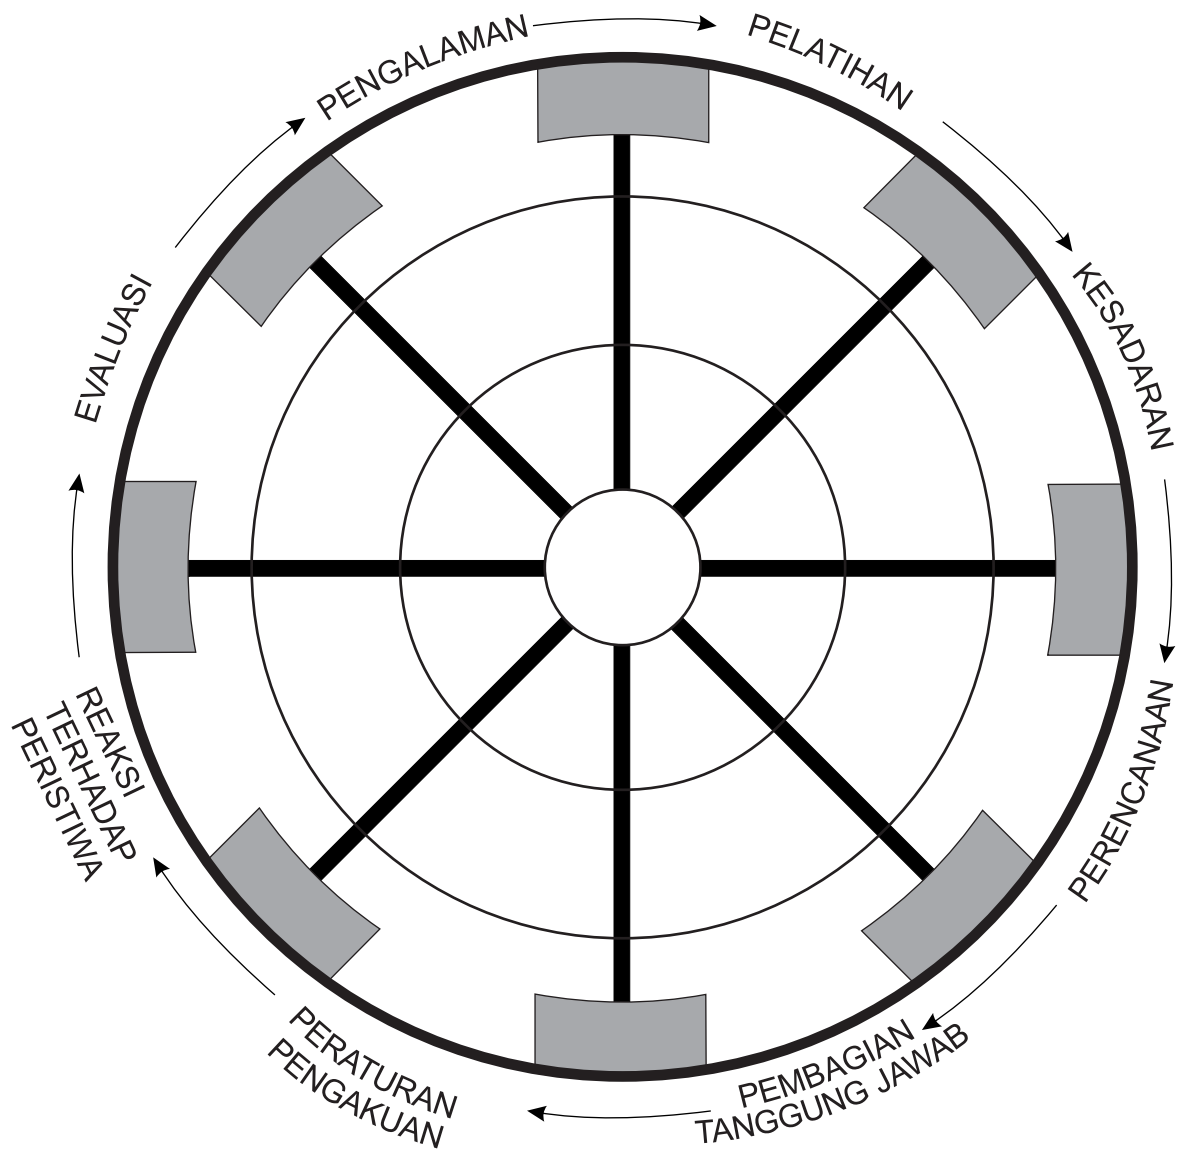 PENGALAMAN
PELATIHAN
KESADARAN
PERENCANAAN
PEMBAGIAN
TANGGUNG JAWAB
PERATURAN
PENGAKUAN
REAKSI
TERHADAP
PERISTIWA
EVALUASI